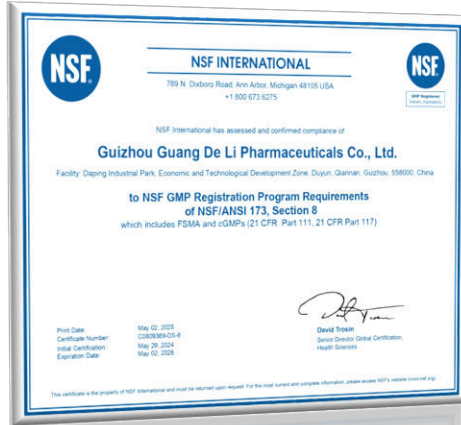 NSF.
NSF INTERNATIONAL
NSF.
789 N. Dixboro Road, Ann Arbor, Michigan 48105 USA
+1 800 673 6275
GMP Registered
NSF International has assessed and confirmed compliance of
Guizhou Guang De Li Pharmaceuticals Co., Ltd.
Facility: Daping Industrial Park, Economic and Technological Development Zone, Duyun, Qiannan, Guizhou, 558000, China
to NSF GMP Registration Program Requirements
of NSF/ANSI 173, Section 8
which includes FSMA and cGMPs (21 CFR Part 111, 21 CFR Part 117)
Print Date: May 02, 2025
Certificate Number:
Initial Certification: May 29, 2024
Expiration Date: May 02, 2026
David Trosin
Senior Director Global Certification,
Health Sciences
This certificate is the property of NSF International and must be returned upon request. For the most current and complete information, please access NSF's website (www.nsf.org).